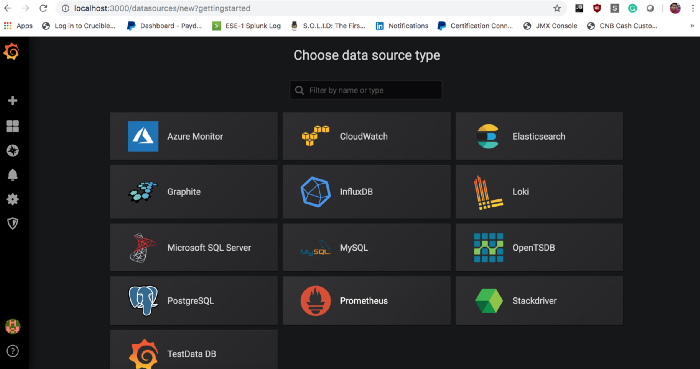 localhost:3000/datasources/new?gettingstarted
Apps Log in to Crucible... Dashboard - Payd... ESE-1 Splunk Log S.O.L.I.D: The Firs... Notifications Certification Conn... JMX Console CNB Cash Custo...
Choose data source type
Filter by name or type
Azure Monitor CloudWatch Elasticsearch
Graphite InfluxDB Loki
Microsoft SQL Server MySQL MySQL OpenTSDB
PostgreSQL Prometheus Stackdriver
TestData DB